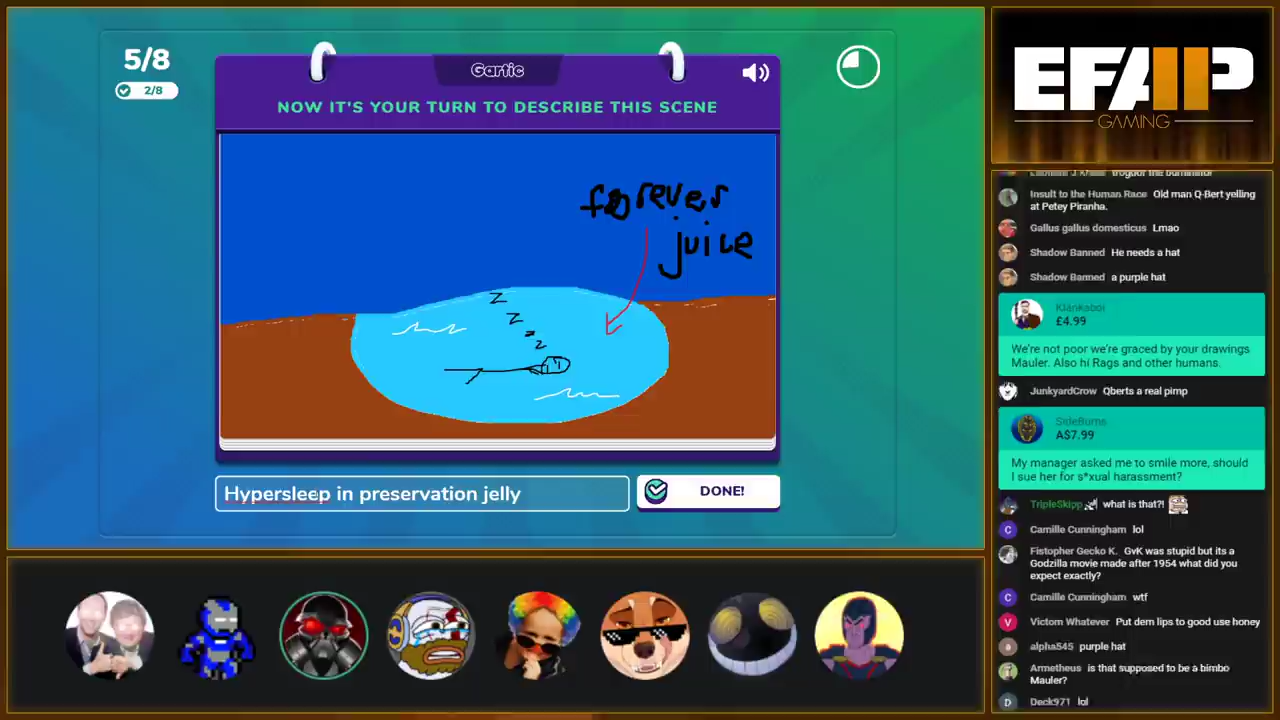 5/8
2/8
Gartic
NOW IT'S YOUR TURN TO DESCRIBE THIS SCENE
forever
juice
z
z
z
z
Hypersleep in preservation jelly
DONE!
EFAP
GAMING
Insult to the Human Race Old man Q-Bert yelling
at Petey Piranha.
Gallus gallus domesticus Lmao
Shadow Banned He needs a hat
Shadow Banned a purple hat
Klankaboi
£4.99
We're not poor we're graced by your drawings
Mauler. Also hi Rags and other humans.
JunkyardCrow Qberts a real pimp
SideBurns
A$7.99
My manager asked me to smile more, should
I sue her for s*xual harassment?
TripleSkipp what is that?!
C Camille Cunningham lol
Fistopher Gecko K. GvK was stupid but its a
Godzilla movie made after 1954 what did you
expect exactly?
C Camille Cunningham wtf
V Victom Whatever Put dem lips to good use honey
a alpha545 purple hat
Armetheus is that supposed to be a bimbo
Mauler?
D Deck971 lol